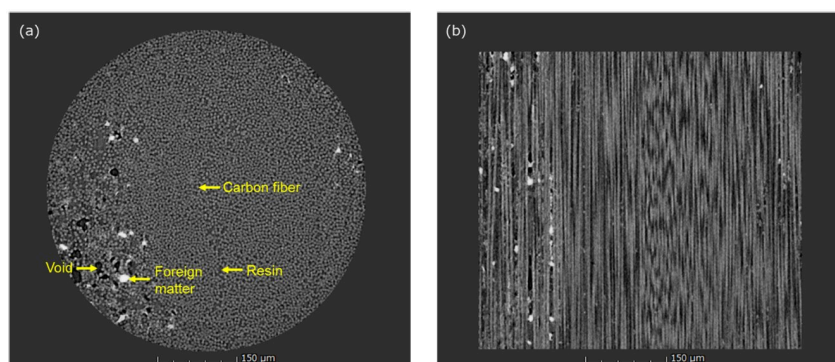 (a)
Carbon fiber
Void
Foreign
matter
Resin
150 µm
(b)
150 µm